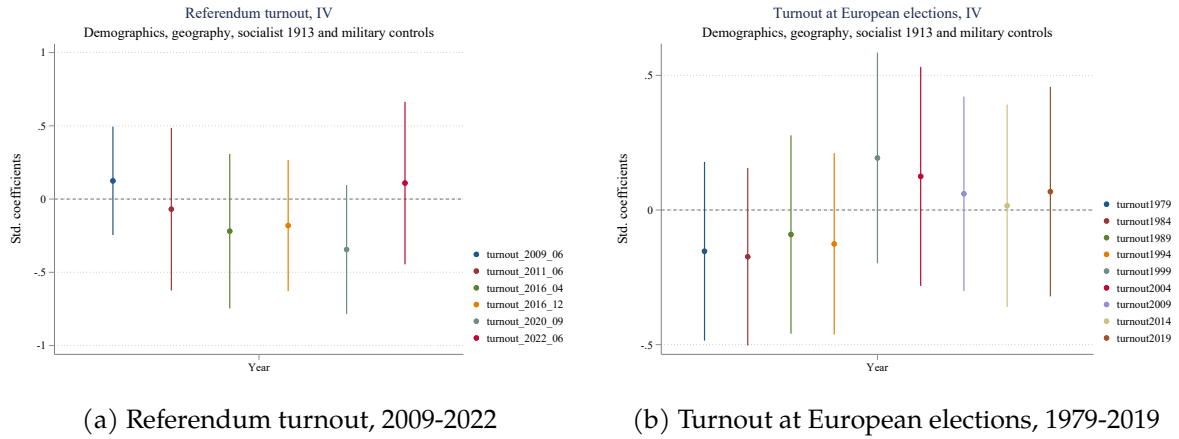 Referendum turnout, IV
Demographics, geography, socialist 1913 and military controls
1
.5
0
-.5
-1
Std. coefficients
Year
turnout_2009_06
turnout_2011_06
turnout_2016_04
turnout_2016_12
turnout_2020_09
turnout_2022_06
(a) Referendum turnout, 2009-2022
Turnout at European elections, IV
Demographics, geography, socialist 1913 and military controls
.5
0
-.5
Std. coefficients
Year
turnout1979
turnout1984
turnout1989
turnout1994
turnout1999
turnout2004
turnout2009
turnout2014
turnout2019
(b) Turnout at European elections, 1979-2019